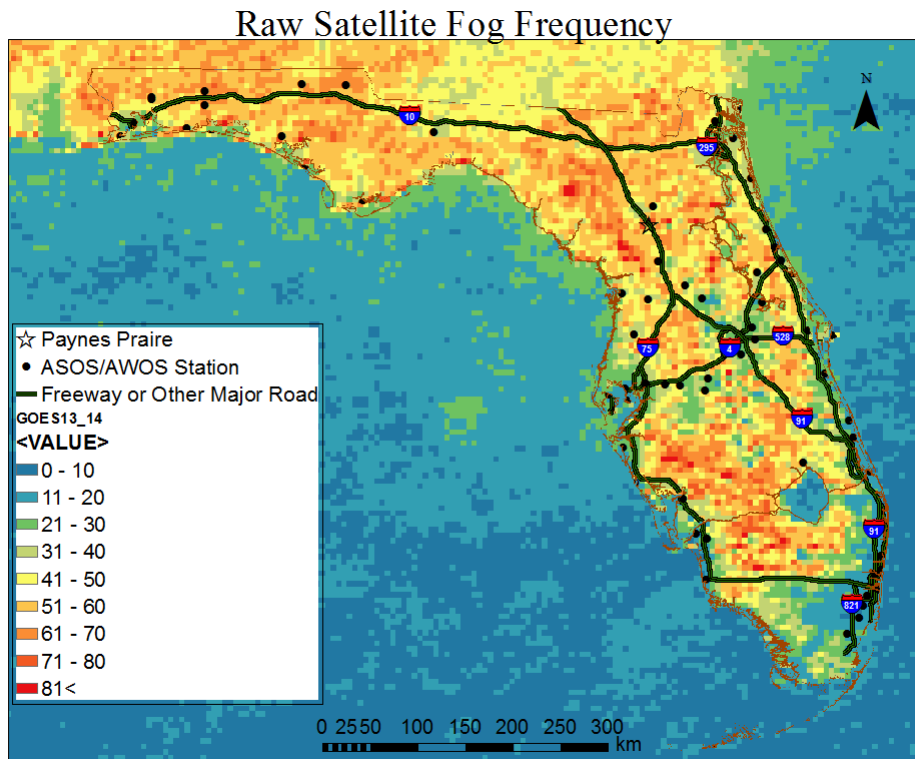 Raw Satellite Fog Frequency
N
10
295
75
4
528
91
91
821
Paynes Praire
ASOS/AWOS Station
Freeway or Other Major Road
GOES13_14
<VALUE>
0 - 10
11 - 20
21 - 30
31 - 40
41 - 50
51 - 60
61 - 70
71 - 80
81<
0 25 50 100 150 200 250 300
km